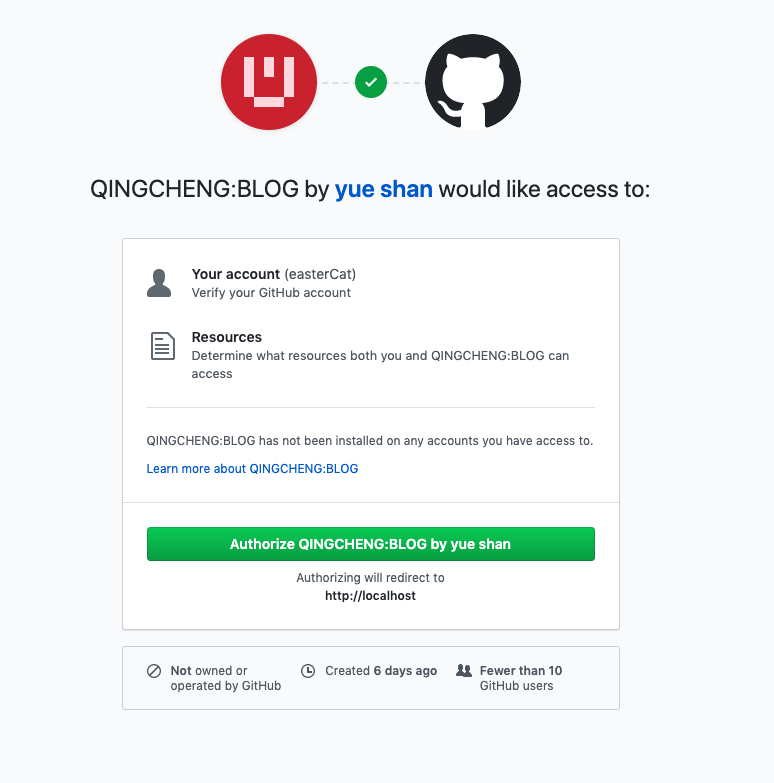 QINGCHENG:BLOG by yue shan would like access to:
Your account (easterCat)
Verify your GitHub account
Resources
Determine what resources both you and QINGCHENG:BLOG can
access
QINGCHENG:BLOG has not been installed on any accounts you have access to.
Learn more about QINGCHENG:BLOG
Authorize QINGCHENG:BLOG by yue shan
Authorizing will redirect to
http://localhost
Not owned or
operated by GitHub
Created 6 days ago
Fewer than 10
GitHub users